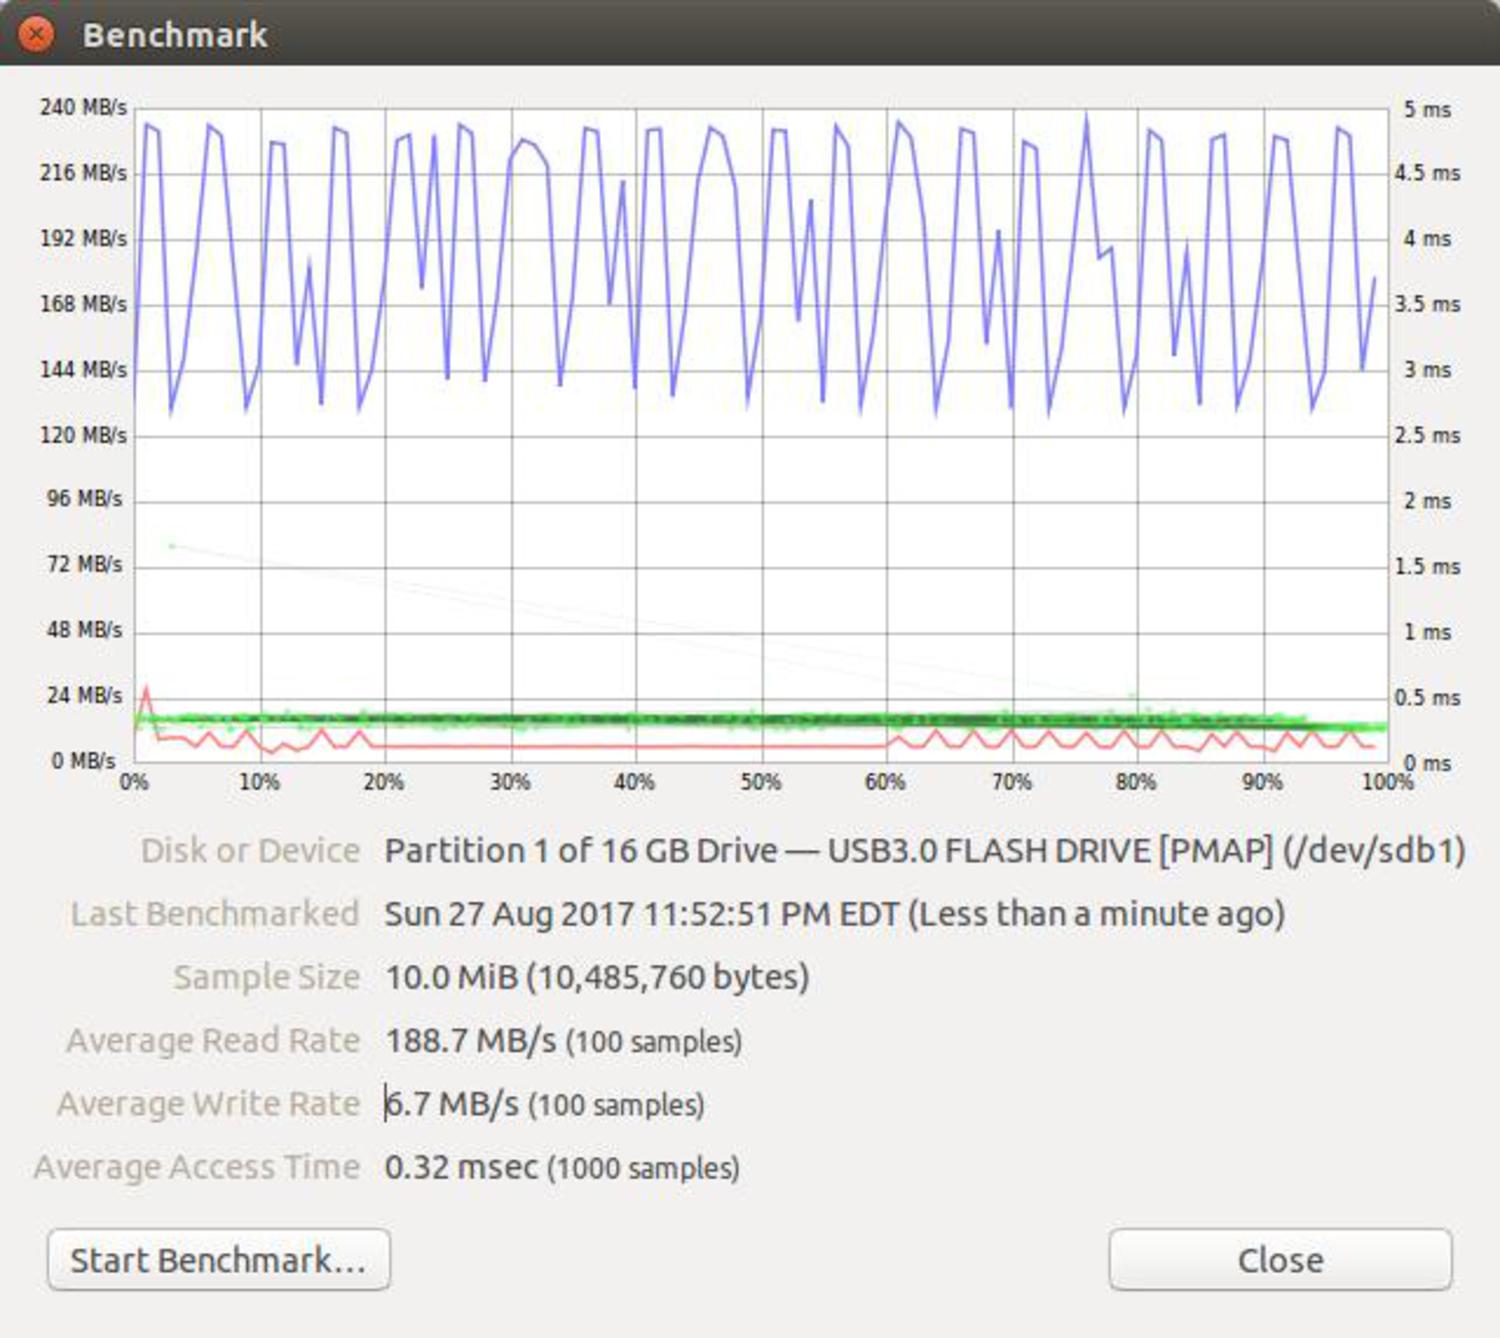 Benchmark
240 MB/s 5 ms
216 MB/s 4.5 ms
192 MB/s 4 ms
168 MB/s 3.5 ms
144 MB/s 3 ms
120 MB/s 2.5 ms
96 MB/s 2 ms
72 MB/s 1.5 ms
48 MB/s 1 ms
24 MB/s 0.5 ms
0 MB/s 0 ms
0% 10% 20% 30% 40% 50% 60% 70% 80% 90% 100%
Disk or Device Partition 1 of 16 GB Drive — USB3.0 FLASH DRIVE [PMAP] (/dev/sdb1)
Last Benchmarked Sun 27 Aug 2017 11:52:51 PM EDT (Less than a minute ago)
Sample Size 10.0 MiB (10,485,760 bytes)
Average Read Rate 188.7 MB/s (100 samples)
Average Write Rate 6.7 MB/s (100 samples)
Average Access Time 0.32 msec (1000 samples)
Start Benchmark... Close